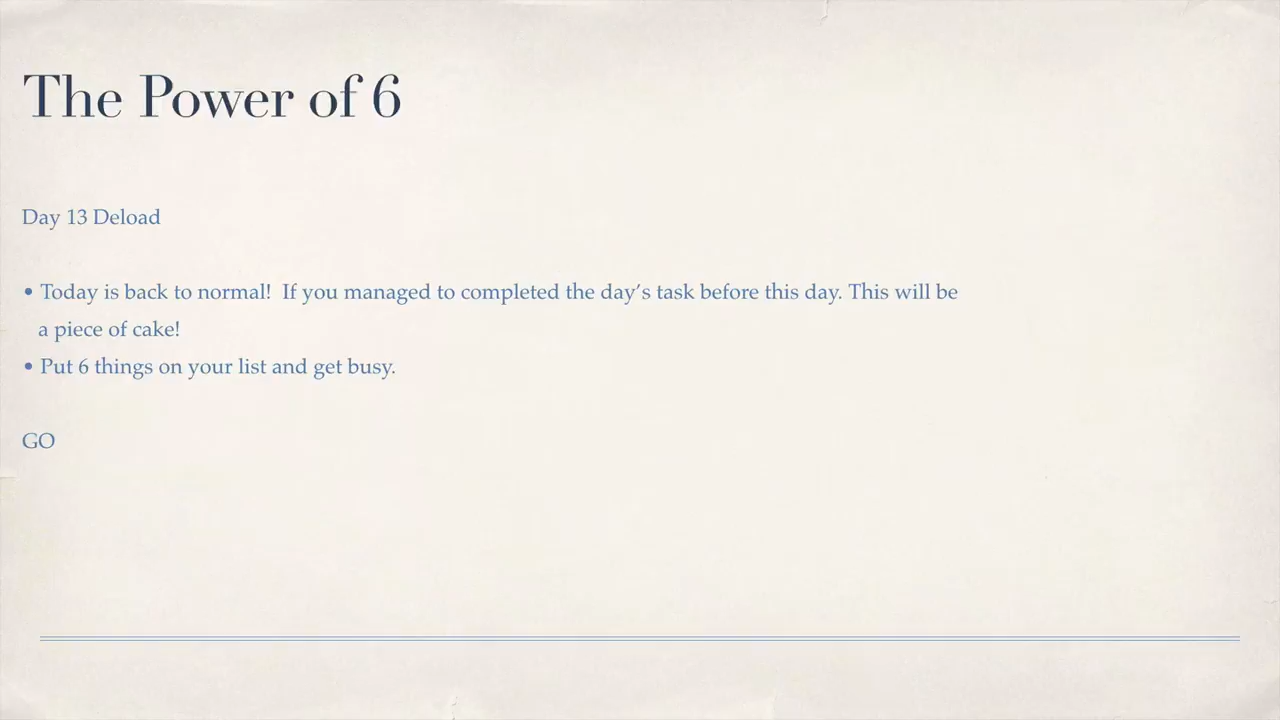 The Power of 6
Day 13 Deload
• Today is back to normal!  If you managed to completed the day’s task before this day. This will be
a piece of cake!
• Put 6 things on your list and get busy.
GO